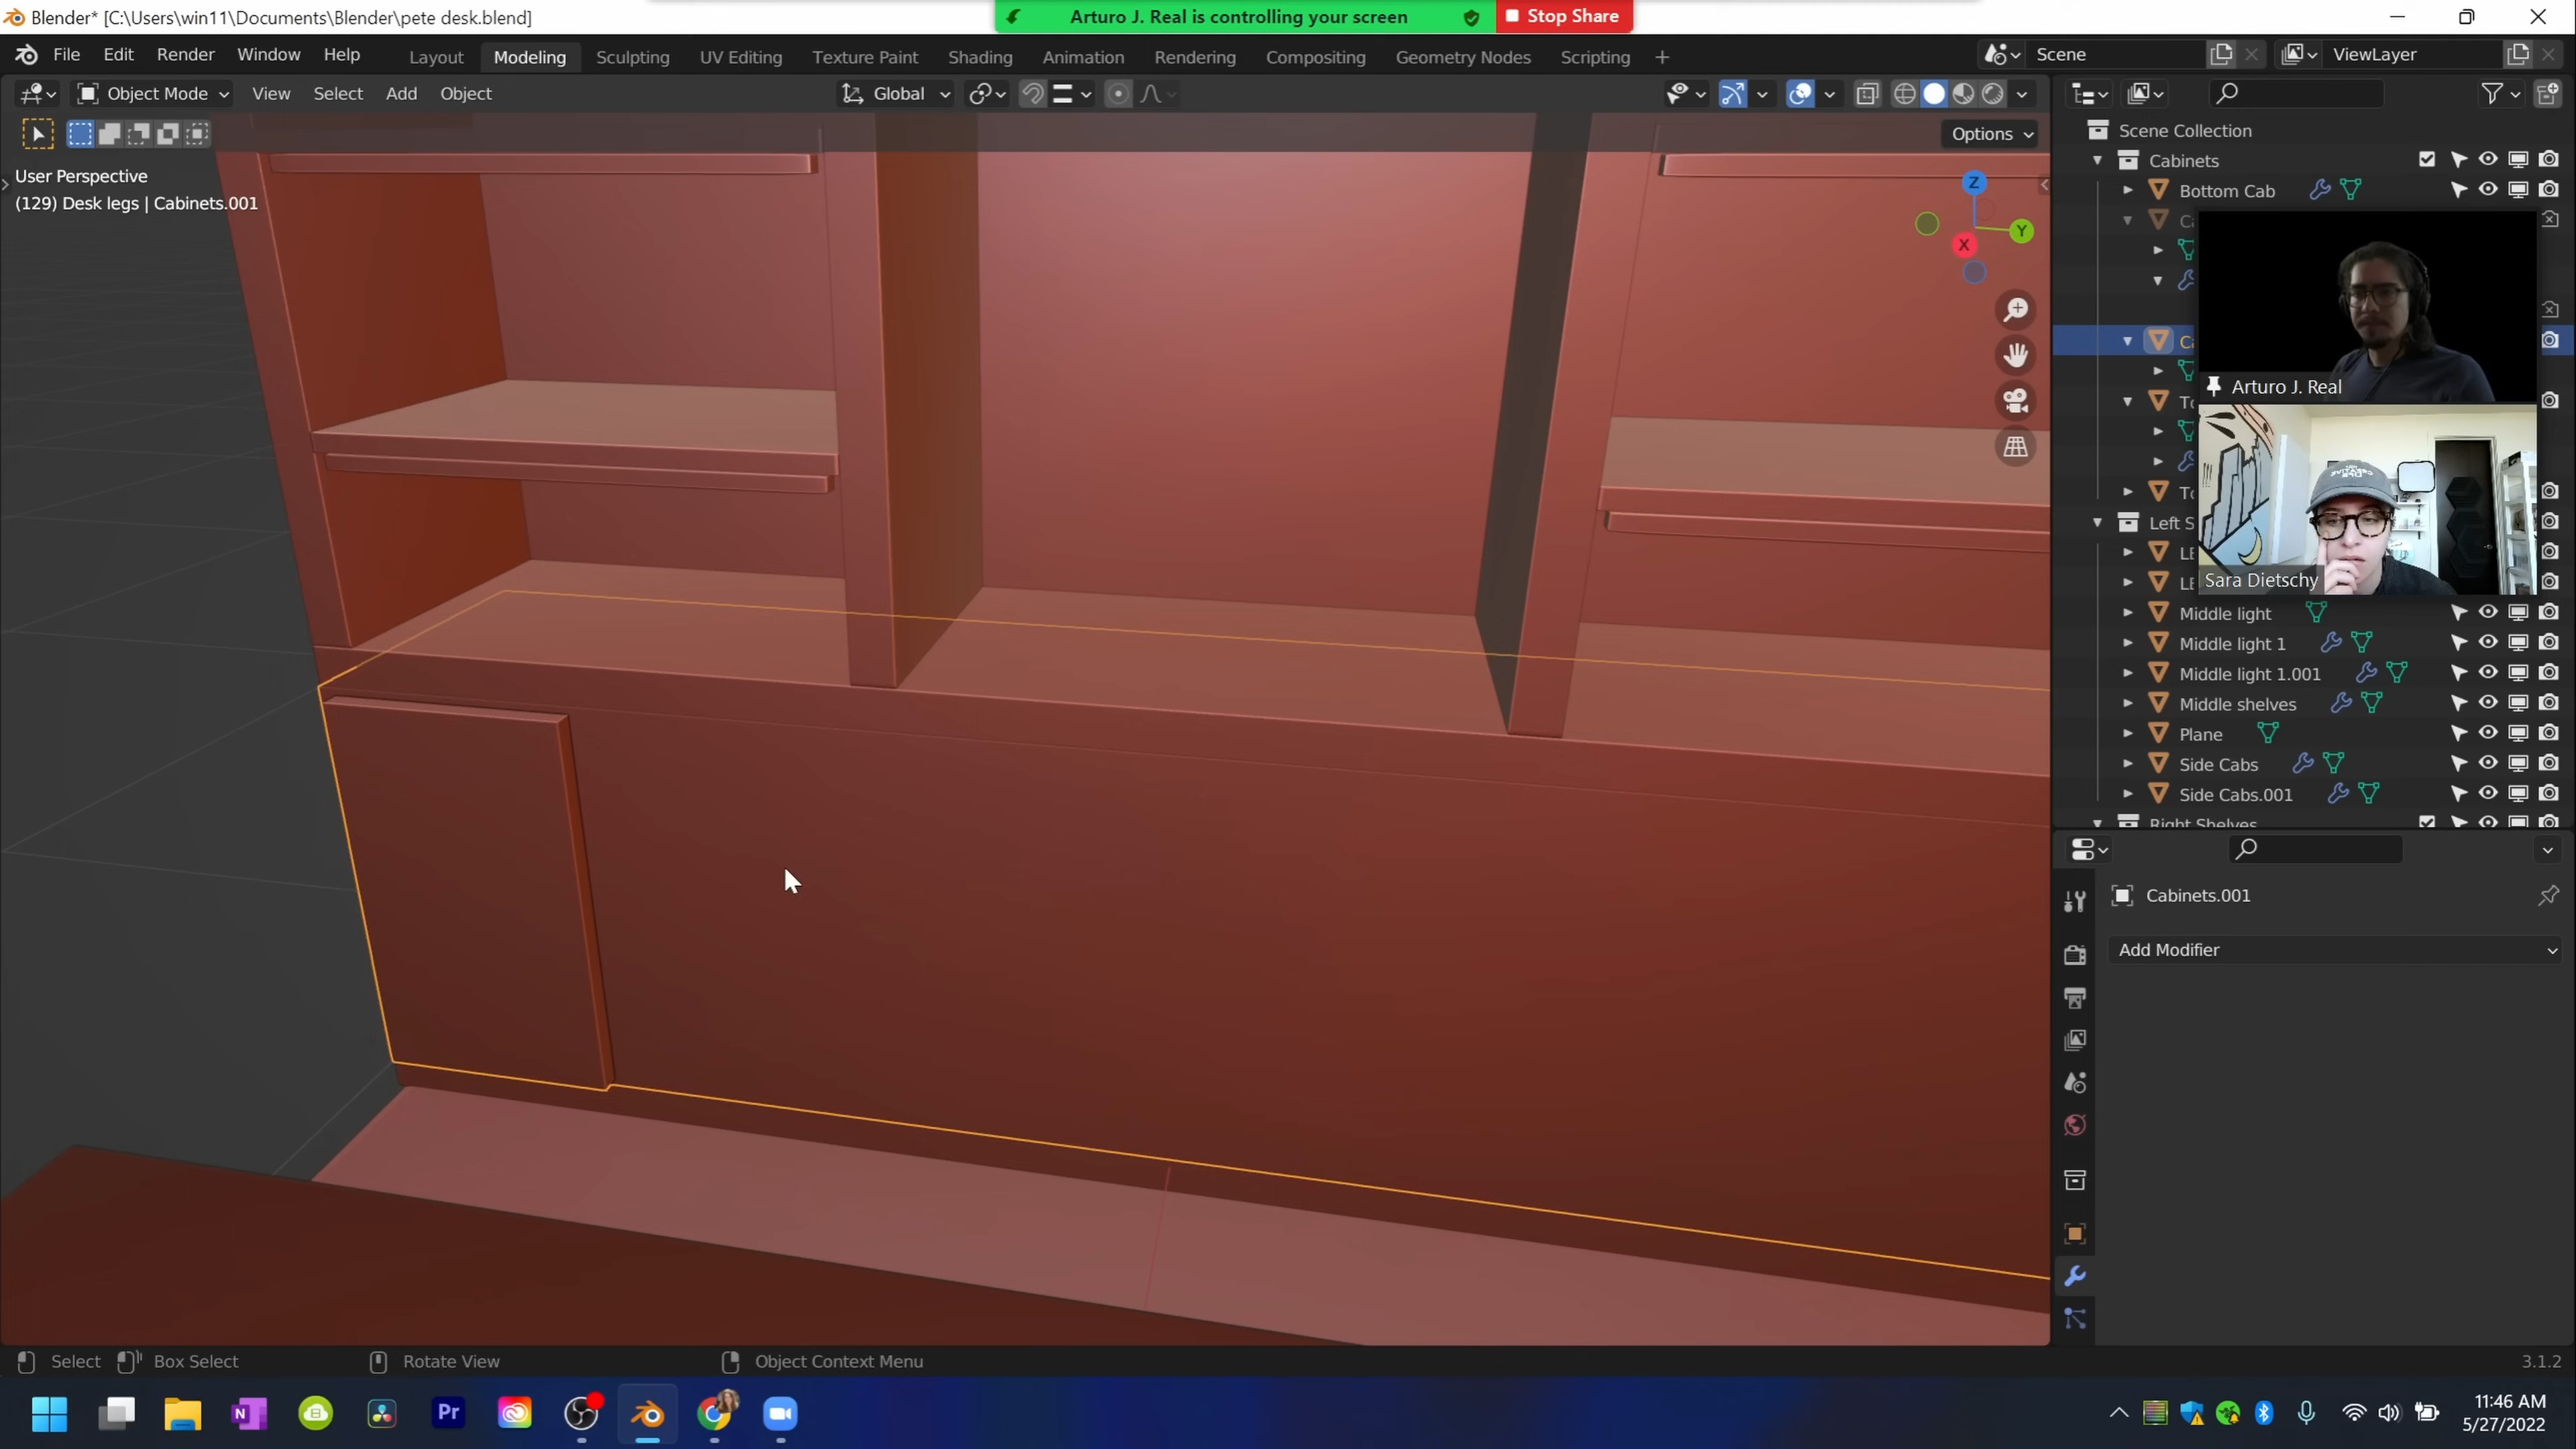 Blender* [C:\Users\win11\Documents\Blender\pete desk.blend]
Arturo J. Real is controlling your screen
Stop Share
File Edit Render Window Help
Layout Modeling Sculpting UV Editing Texture Paint Shading Animation Rendering Compositing Geometry Nodes Scripting +
Scene
ViewLayer
Object Mode View Select Add Object
Global
Options
User Perspective
(129) Desk legs | Cabinets.001
Z
Y
X
Scene Collection
Cabinets
Bottom Cab
Arturo J. Real
Left S
Sara Dietschy
Middle light
Middle light 1
Middle light 1.001
Middle shelves
Plane
Side Cabs
Side Cabs.001
Right Shelves
Cabinets.001
Add Modifier
Select Box Select Rotate View Object Context Menu
3.1.2
N
Pr
11:46 AM
5/27/2022